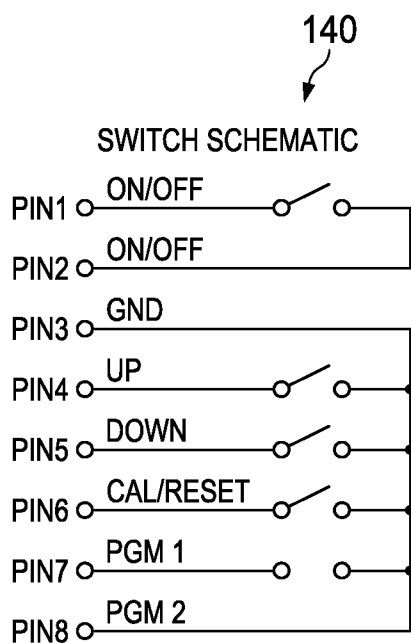 140
SWITCH SCHEMATIC
PIN1 ON/OFF
PIN2 ON/OFF
PIN3 GND
PIN4 UP
PIN5 DOWN
PIN6 CAL/RESET
PIN7 PGM 1
PIN8 PGM 2